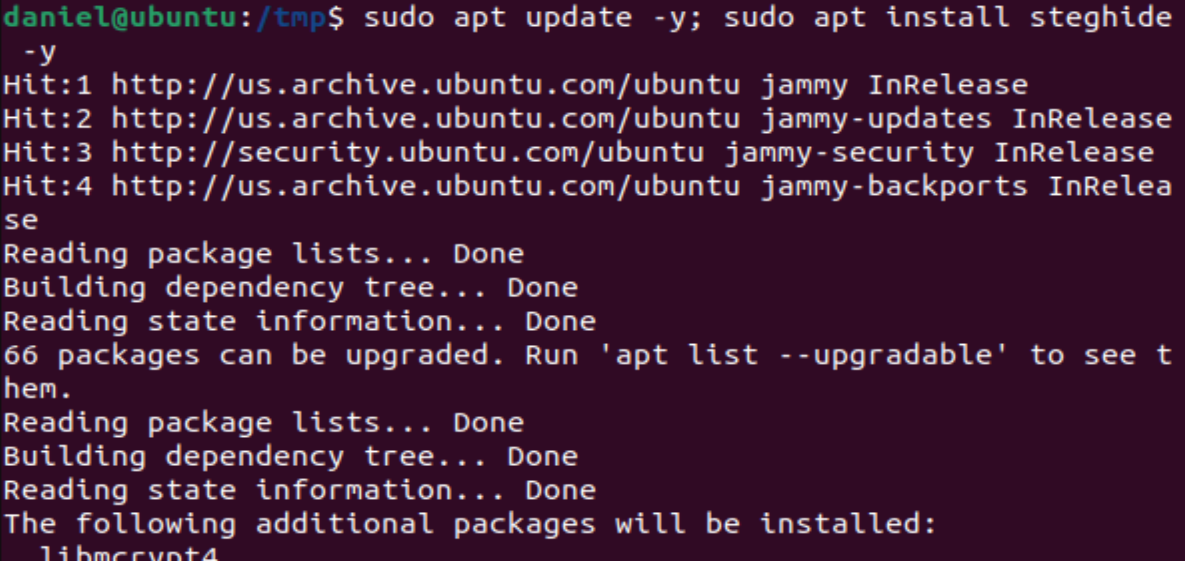 daniel@ubuntu:/tmp$ sudo apt update -y; sudo apt install steghide
 -y
Hit:1 http://us.archive.ubuntu.com/ubuntu jammy InRelease
Hit:2 http://us.archive.ubuntu.com/ubuntu jammy-updates InRelease
Hit:3 http://security.ubuntu.com/ubuntu jammy-security InRelease
Hit:4 http://us.archive.ubuntu.com/ubuntu jammy-backports InRelea
se
Reading package lists... Done
Building dependency tree... Done
Reading state information... Done
66 packages can be upgraded. Run 'apt list --upgradable' to see t
hem.
Reading package lists... Done
Building dependency tree... Done
Reading state information... Done
The following additional packages will be installed:
  libmcrypt4